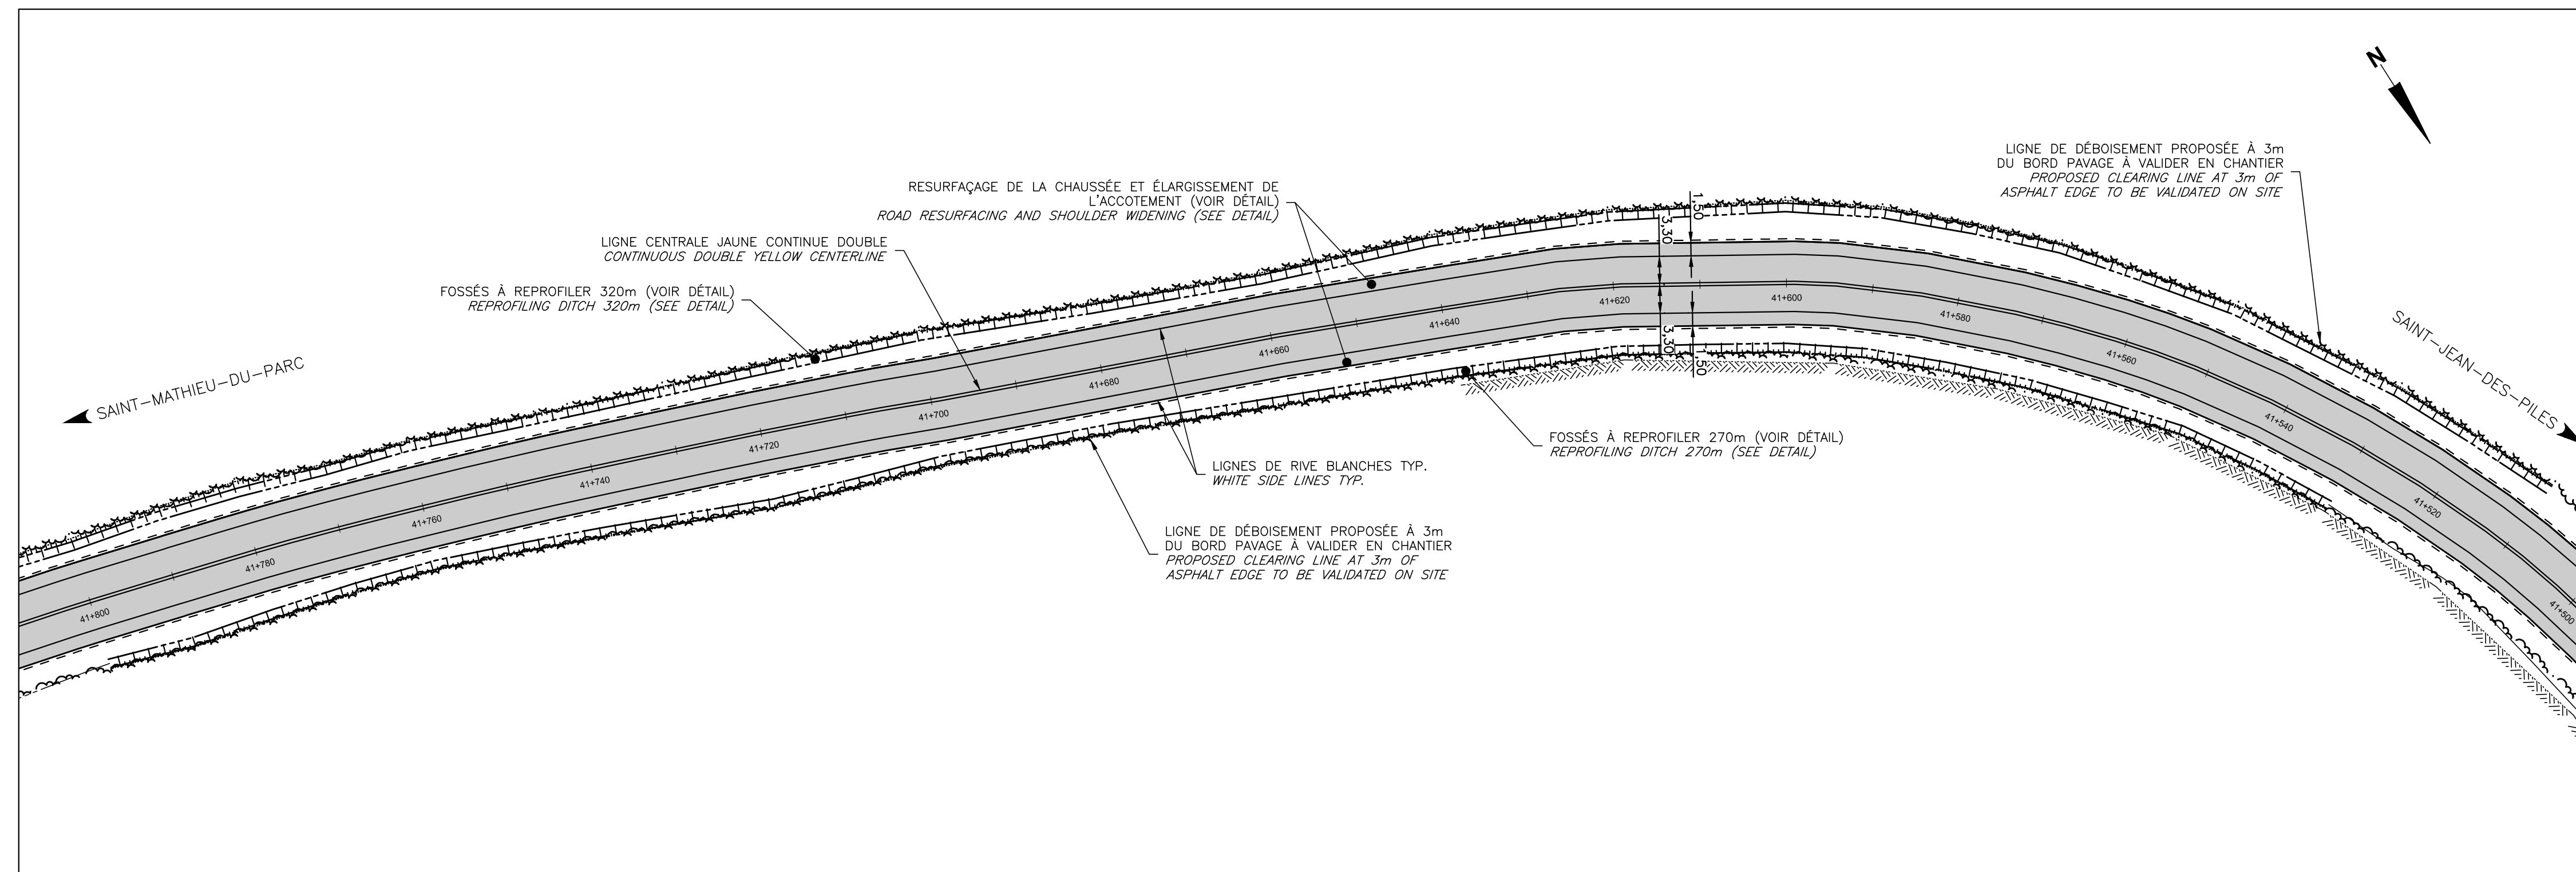 N
LIGNE DE DÉBOISEMENT PROPOSÉE À 3m
DU BORD PAVAGE À VALIDER EN CHANTIER
PROPOSED CLEARING LINE AT 3m OF
ASPHALT EDGE TO BE VALIDATED ON SITE
RESURFAÇAGE DE LA CHAUSSÉE ET ÉLARGISSEMENT DE
L'ACCOTEMENT (VOIR DÉTAIL)
ROAD RESURFACING AND SHOULDER WIDENING (SEE DETAIL)
LIGNE CENTRALE JAUNE CONTINUE DOUBLE
CONTINUOUS DOUBLE YELLOW CENTERLINE
FOSSÉS À REPROFILER 320m (VOIR DÉTAIL)
REPROFILING DITCH 320m (SEE DETAIL)
SAINT-MATHIEU-DU-PARC
SAINT-JEAN-DES-PILES
1,50
3,30
3,30
1,50
41+800
41+780
41+760
41+740
41+720
41+700
41+680
41+660
41+640
41+620
41+600
41+580
41+560
41+540
41+520
41+500
FOSSÉS À REPROFILER 270m (VOIR DÉTAIL)
REPROFILING DITCH 270m (SEE DETAIL)
LIGNES DE RIVE BLANCHES TYP.
WHITE SIDE LINES TYP.
LIGNE DE DÉBOISEMENT PROPOSÉE À 3m
DU BORD PAVAGE À VALIDER EN CHANTIER
PROPOSED CLEARING LINE AT 3m OF
ASPHALT EDGE TO BE VALIDATED ON SITE